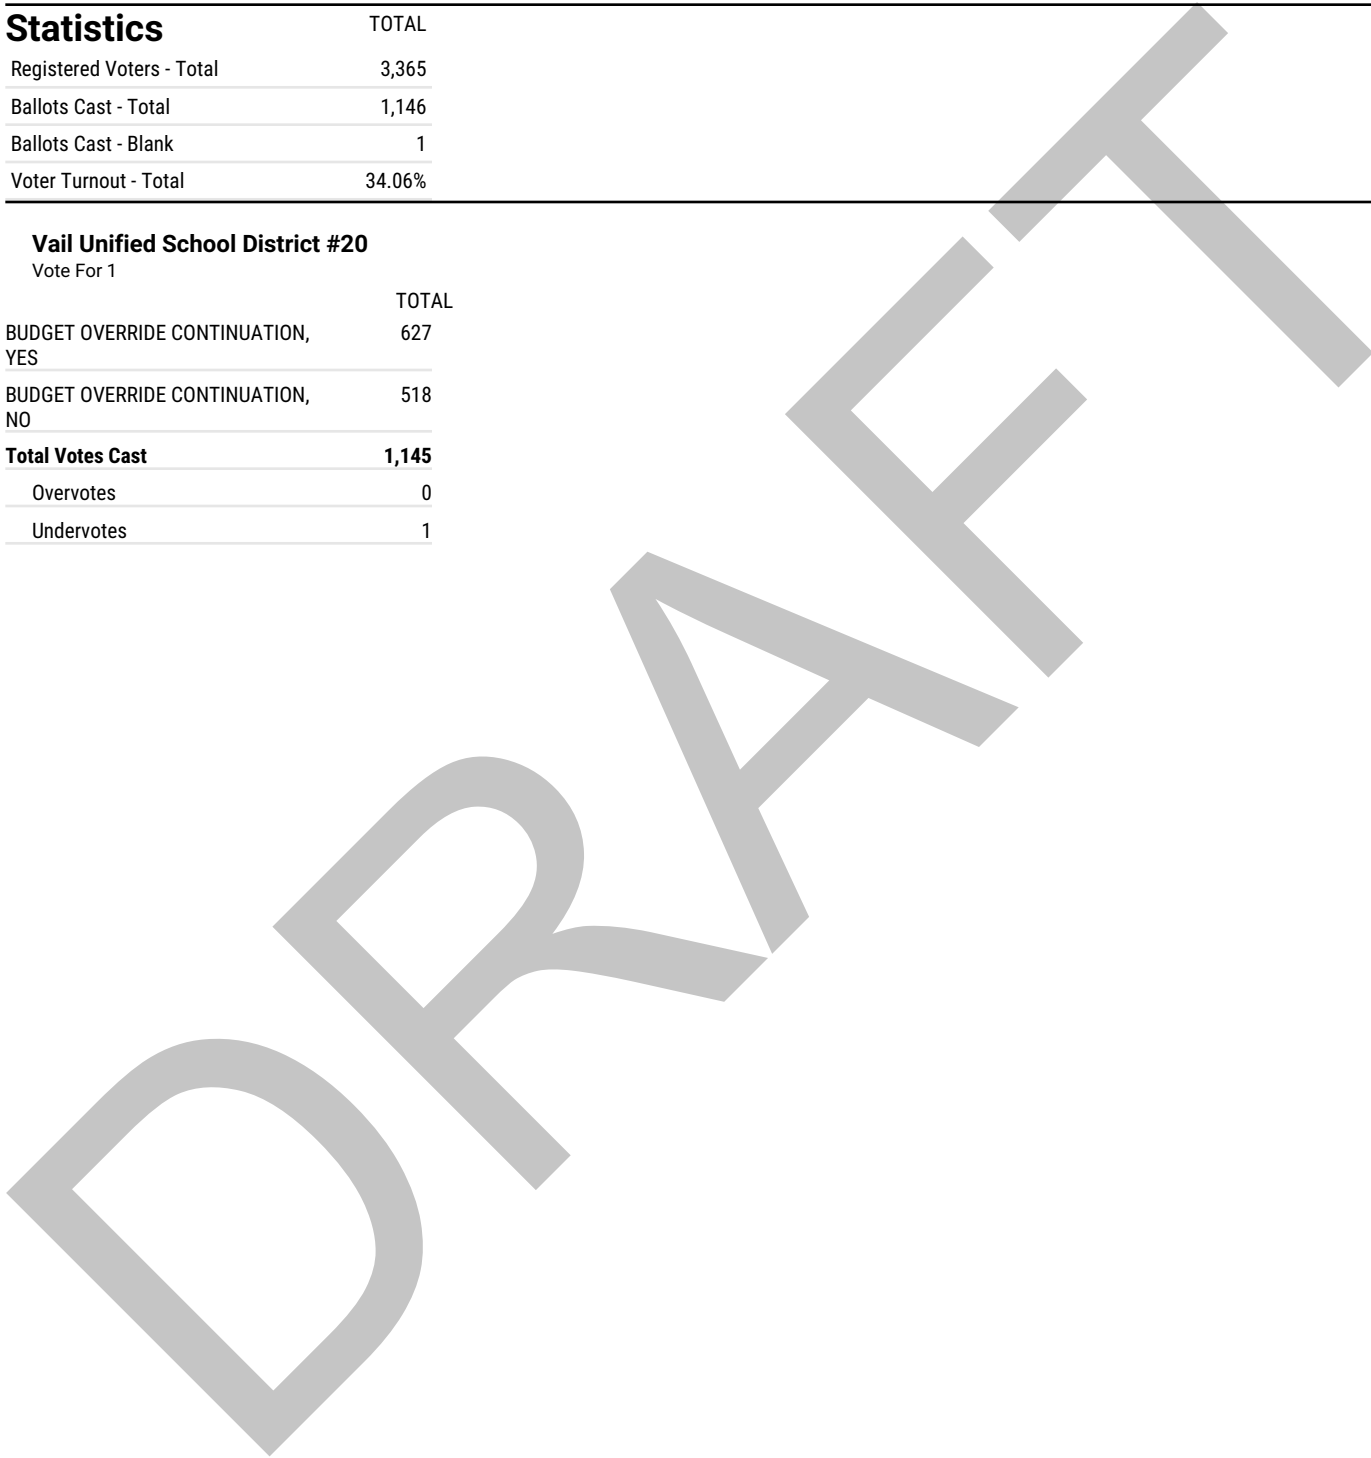 Statistics TOTAL
Registered Voters - Total 3,365
Ballots Cast - Total 1,146
Ballots Cast - Blank 1
Voter Turnout - Total 34.06%
Vail Unified School District #20
Vote For 1
TOTAL
BUDGET OVERRIDE CONTINUATION, 627
YES
BUDGET OVERRIDE CONTINUATION, 518
NO
Total Votes Cast 1,145
Overvotes 0
Undervotes 1
DRAFT